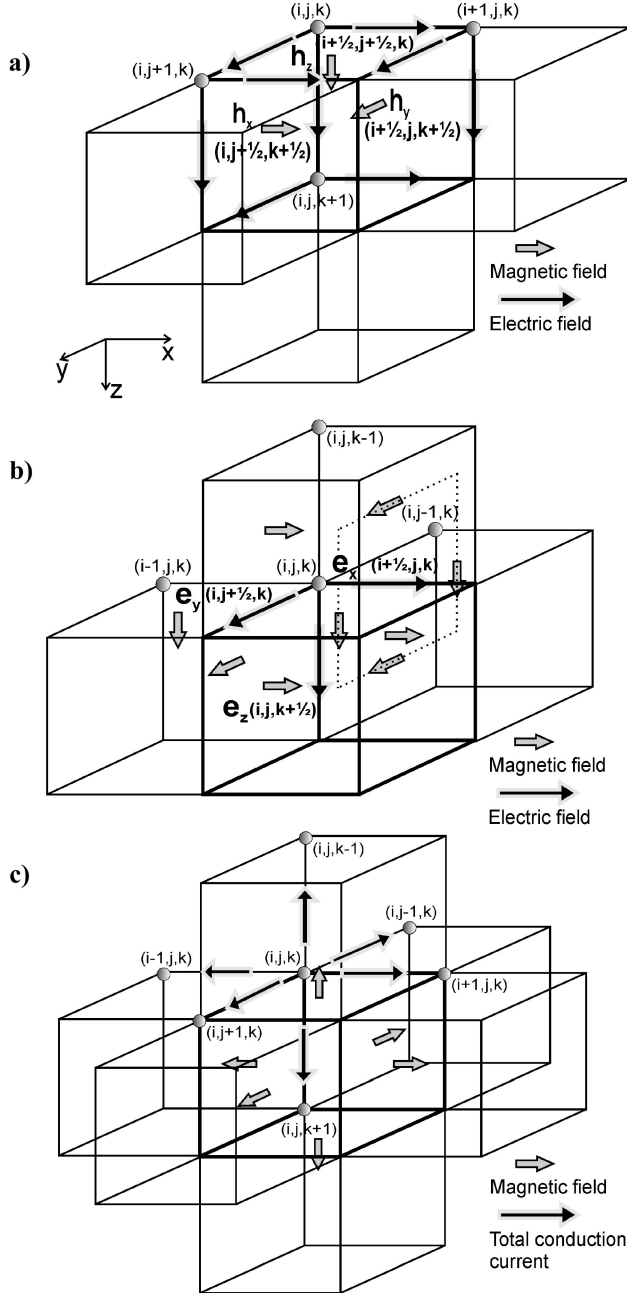 a)
(i,j,k)
(i+1,j,k)
(i,j+1,k)
(i+½,j+½,k)
h_z
h_x
(i,j+½,k+½)
h_y
(i+½,j,k+½)
(i,j,k+1)
Magnetic field
Electric field
x
y
z
b)
(i,j,k-1)
(i,j-1,k)
(i-1,j,k)
(i,j,k)
e_x (i+½,j,k)
e_y (i,j+½,k)
e_z (i,j,k+½)
Magnetic field
Electric field
c)
(i,j,k-1)
(i,j-1,k)
(i-1,j,k)
(i,j,k)
(i+1,j,k)
(i,j+1,k)
(i,j,k+1)
Magnetic field
Total conduction
current